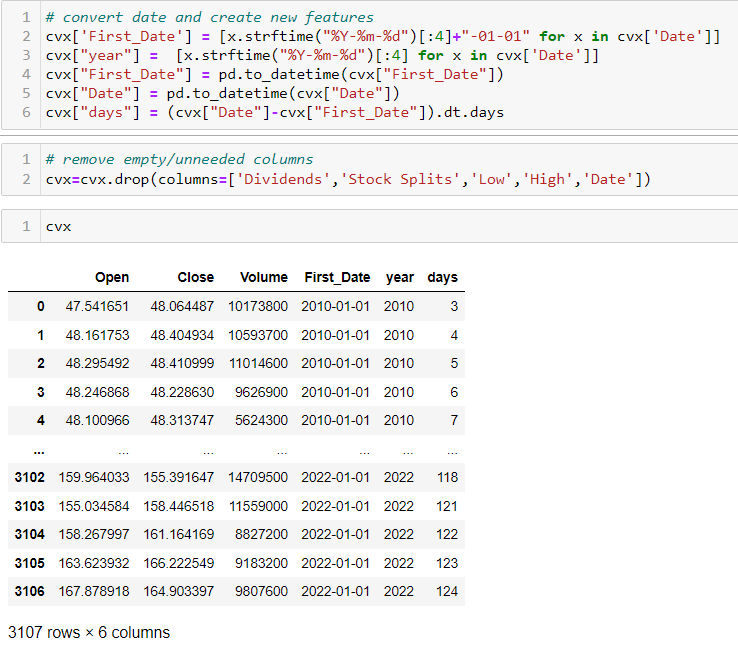 1 # convert date and create new features
2 cvx['First_Date'] = [x.strftime("%Y-%m-%d")[:4]+"-01-01" for x in cvx['Date']]
3 cvx["year"] =  [x.strftime("%Y-%m-%d")[:4] for x in cvx['Date']]
4 cvx["First_Date"] = pd.to_datetime(cvx["First_Date"])
5 cvx["Date"] = pd.to_datetime(cvx["Date"])
6 cvx["days"] = (cvx["Date"]-cvx["First_Date"]).dt.days
1 # remove empty/unneeded columns
2 cvx=cvx.drop(columns=['Dividends','Stock Splits','Low','High','Date'])
1 cvx
Open Close Volume First_Date year days
0 47.541651 48.064487 10173800 2010-01-01 2010 3
1 48.161753 48.404934 10593700 2010-01-01 2010 4
2 48.295492 48.410999 11014600 2010-01-01 2010 5
3 48.246868 48.228630 9626900 2010-01-01 2010 6
4 48.100966 48.313747 5624300 2010-01-01 2010 7
... ... ... ... ... ... ...
3102 159.964033 155.391647 14709500 2022-01-01 2022 118
3103 155.034584 158.446518 11559000 2022-01-01 2022 121
3104 158.267997 161.164169 8827200 2022-01-01 2022 122
3105 163.623932 166.222549 9183200 2022-01-01 2022 123
3106 167.878918 164.903397 9807600 2022-01-01 2022 124
3107 rows × 6 columns